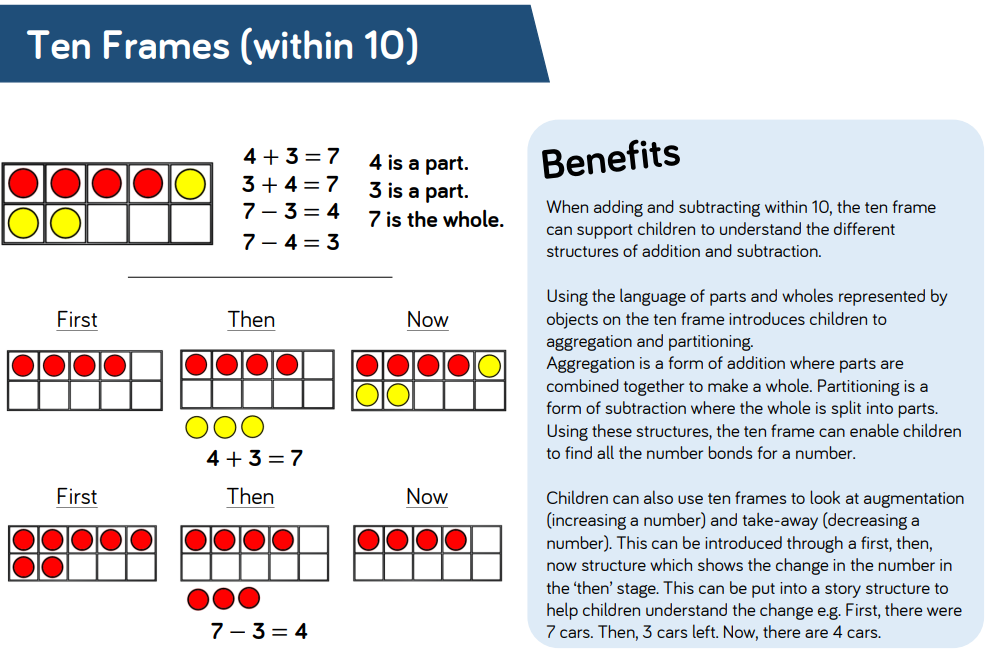 Ten Frames (within 10)
4 + 3 = 7
3 + 4 = 7
7 − 3 = 4
7 − 4 = 3
4 is a part.
3 is a part.
7 is the whole.
First
Then
Now
4 + 3 = 7
First
Then
Now
7 − 3 = 4
Benefits
When adding and subtracting within 10, the ten frame
can support children to understand the different
structures of addition and subtraction.
Using the language of parts and wholes represented by
objects on the ten frame introduces children to
aggregation and partitioning.
Aggregation is a form of addition where parts are
combined together to make a whole. Partitioning is a
form of subtraction where the whole is split into parts.
Using these structures, the ten frame can enable children
to find all the number bonds for a number.
Children can also use ten frames to look at augmentation
(increasing a number) and take-away (decreasing a
number). This can be introduced through a first, then,
now structure which shows the change in the number in
the ‘then’ stage. This can be put into a story structure to
help children understand the change e.g. First, there were
7 cars. Then, 3 cars left. Now, there are 4 cars.